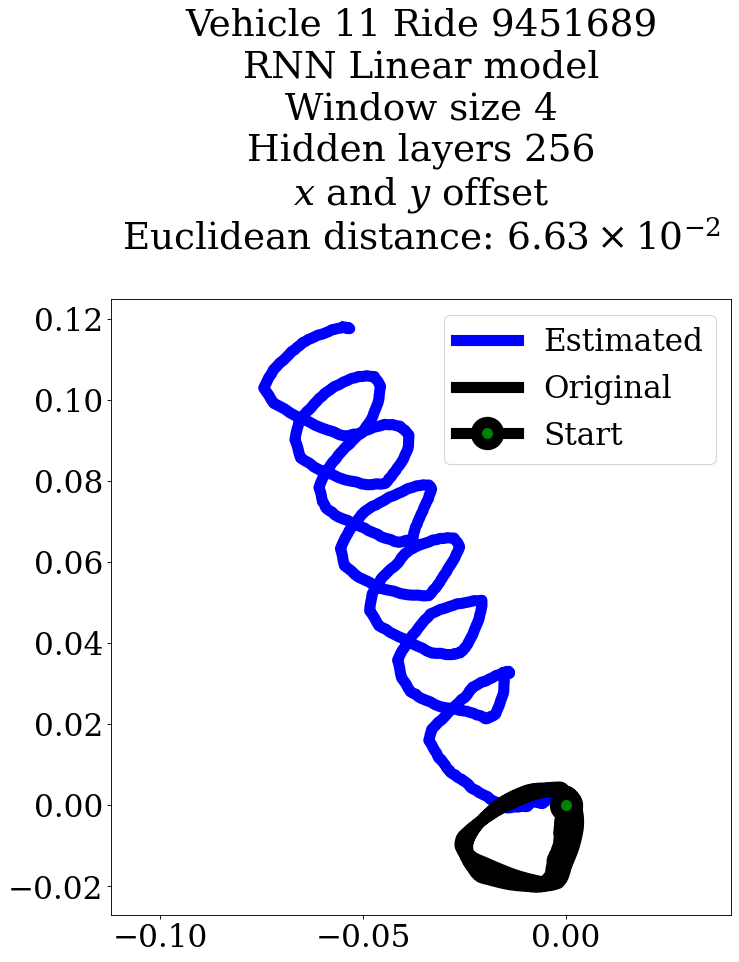 Vehicle 11 Ride 9451689
RNN Linear model
Window size 4
Hidden layers 256
x and y offset
Euclidean distance: 6.63 × 10⁻²
Estimated
Original
Start
0.12
0.10
0.08
0.06
0.04
0.02
0.00
−0.02
−0.10
−0.05
0.00